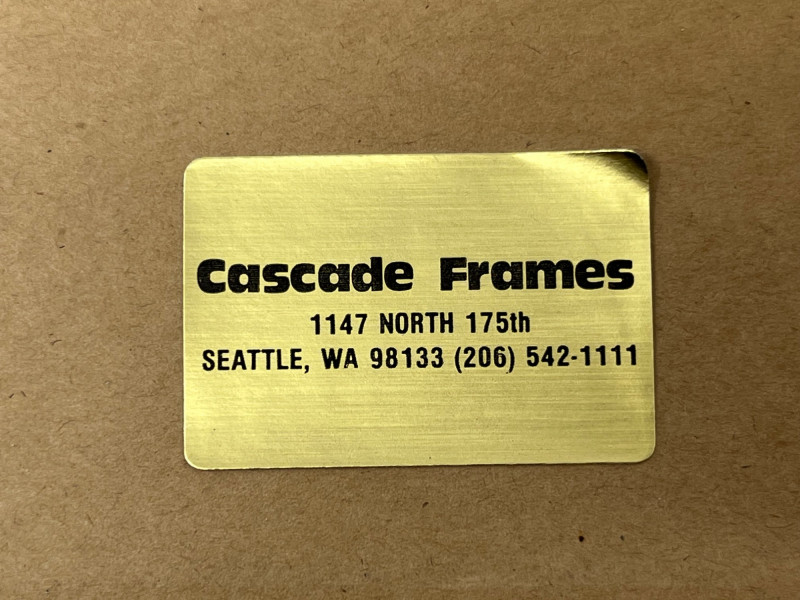 Cascade Frames
1147 NORTH 175th
SEATTLE, WA 98133 (206) 542-1111